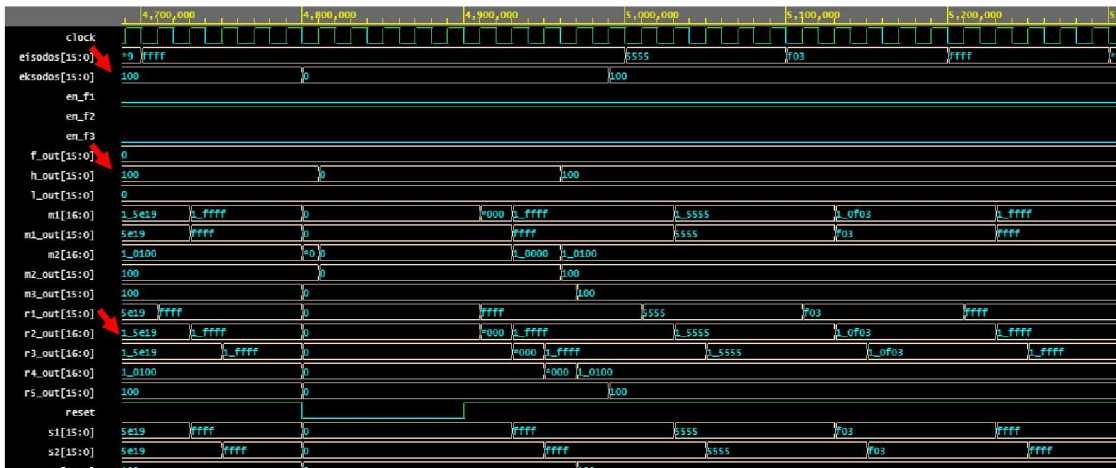 4,700,000 4,800,000 4,900,000 5,000,000 5,100,000 5,200,000
clock
eisodos[15:0] *9 ffff 5555 f03 ffff
eksodos[15:0] 100 0 100
en_f1
en_f2
en_f3
f_out[15:0] 0
h_out[15:0] 100 0 100
l_out[15:0] 0
m1[16:0] 1_5e19 1_ffff 0 *000 1_ffff 1_5555 1_0f03 1_ffff
m1_out[15:0] 5e19 ffff 0 ffff 5555 f03 ffff
m2[16:0] 1_0100 *0 0 1_0000 1_0100
m2_out[15:0] 100 0 100
m3_out[15:0] 100 0 100
r1_out[15:0] 5e19 ffff 0 ffff 5555 f03 ffff
r2_out[16:0] 1_5e19 1_ffff 0 *000 1_ffff 1_5555 1_0f03 1_ffff
r3_out[16:0] 1_5e19 1_ffff 0 *000 1_ffff 1_5555 1_0f03 1_ffff
r4_out[16:0] 1_0100 0 *000 1_0100
r5_out[15:0] 100 0 100
reset
s1[15:0] 5e19 ffff 0 ffff 5555 f03 ffff
s2[15:0] 5e19 ffff 0 ffff 5555 f03 ffff